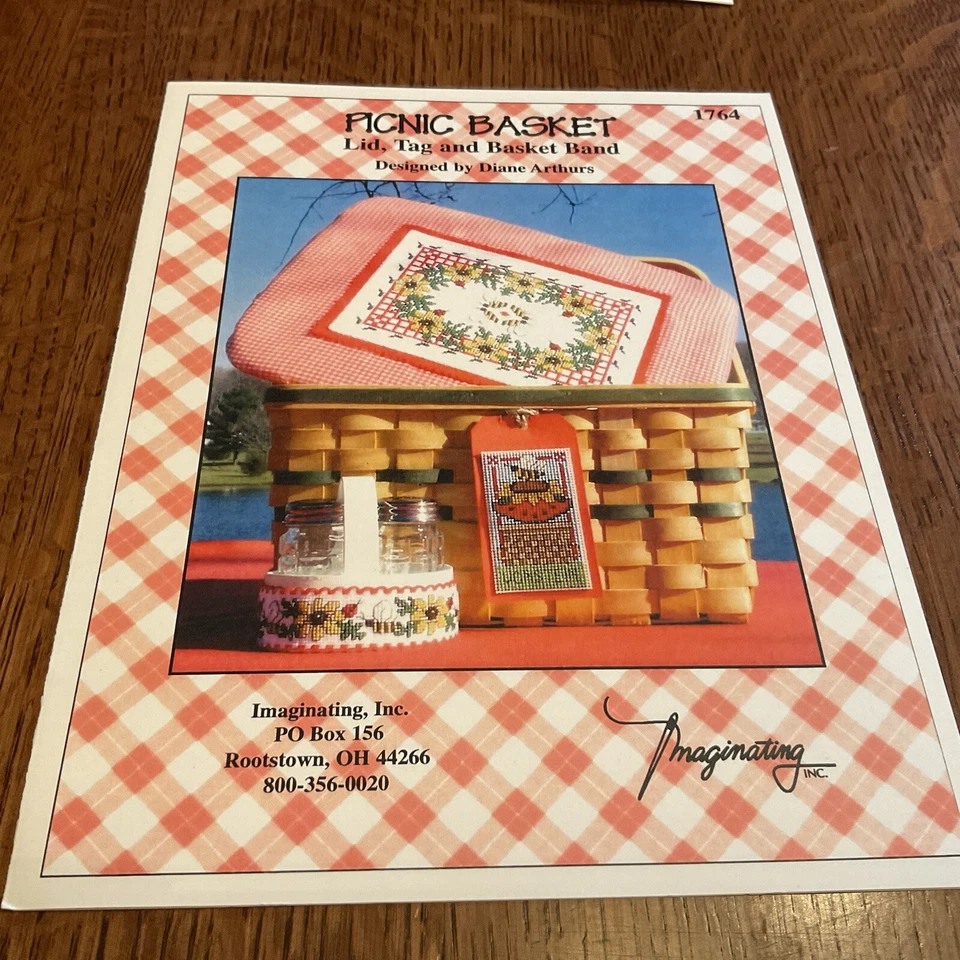 1764
PICNIC BASKET
Lid, Tag and Basket Band
Designed by Diane Arthurs
Imaginating, Inc.
PO Box 156
Rootstown, OH 44266
800-356-0020
Imaginating
INC.